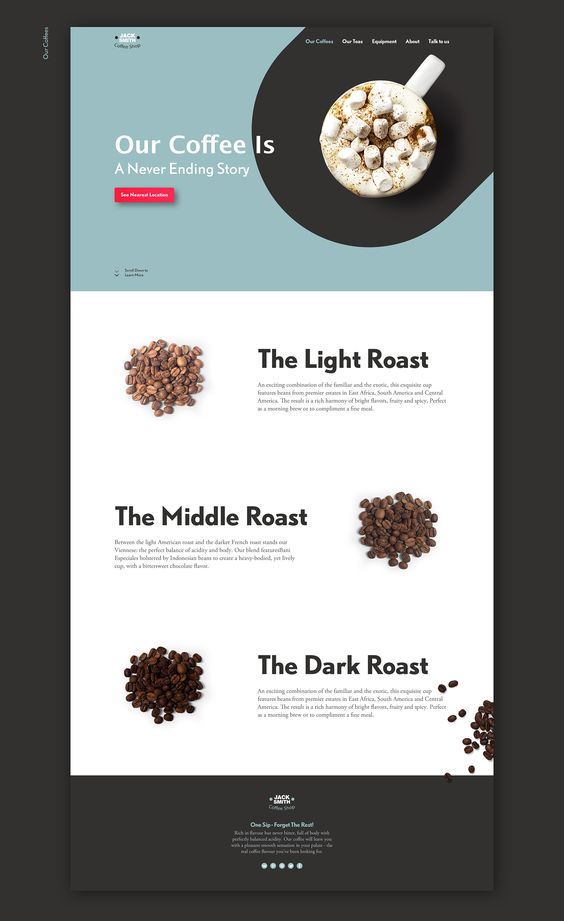 Our Coffees
JACK
SMITH
Coffee Shop
Our Coffees
Our Teas
Equipment
About
Talk to us
Our Coffee Is
A Never Ending Story
See Nearest Location
Scroll Down to
Learn More
The Light Roast
An exciting combination of the familiar and the exotic, this exquisite cup
features beans from premier estates in East Africa, South America and Central
America. The result is a rich harmony of bright flavors, fruity and spicy. Perfect
as a morning brew or to compliment a fine meal.
The Middle Roast
Between the light American roast and the darker French roast stands our
Viennese: the perfect balance of acidity and body. Our blend featuresBani
Especiales bolstered by Indonesian beans to create a heavy-bodied, yet lively
cup, with a bittersweet chocolate flavor.
The Dark Roast
An exciting combination of the familiar and the exotic, this exquisite cup
features beans from premier estates in East Africa, South America and Central
America. The result is a rich harmony of bright flavors, fruity and spicy. Perfect
as a morning brew or to compliment a fine meal.
JACK
SMITH
Coffee Shop
One Sip - Forget The Rest!
Rich in flavour but never bitter, full of body with
perfectly balanced acidity. Our coffee will leave you
with a pleasant smooth sensation in your palate - the
real coffee flavour you've been looking for.